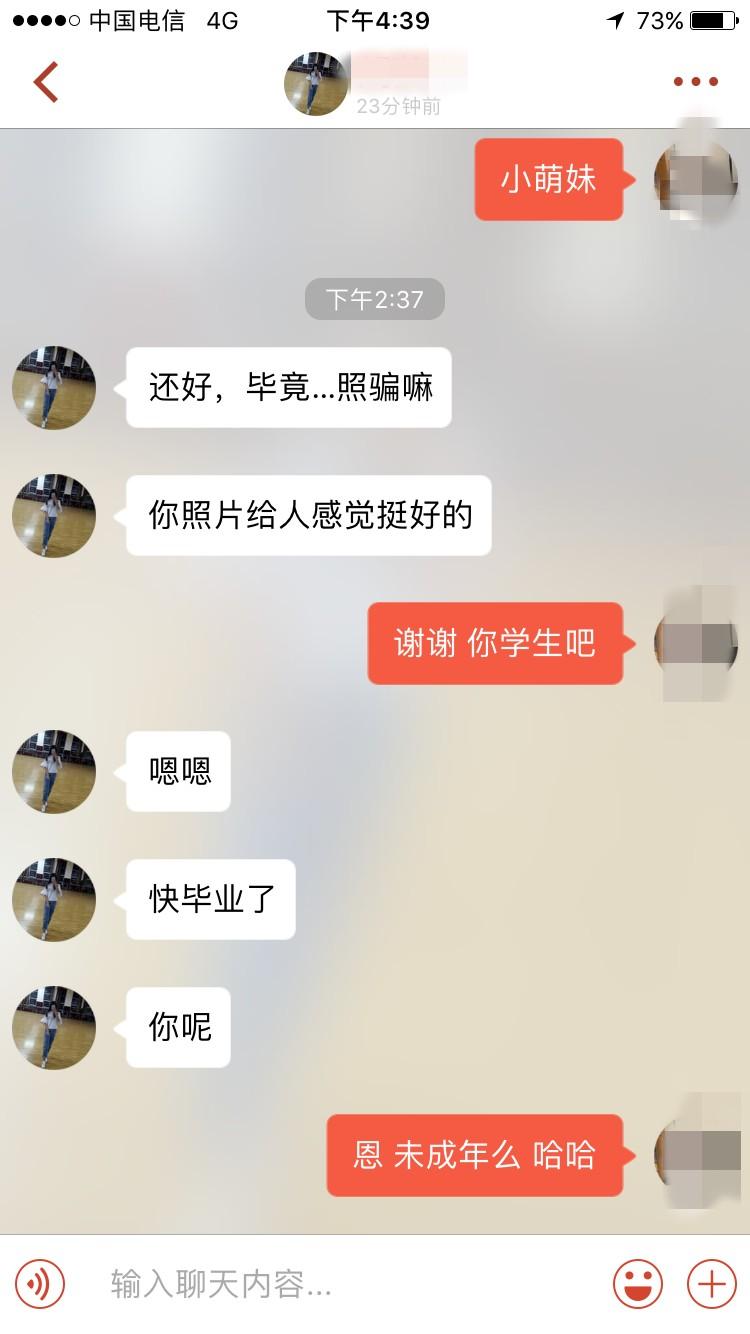 中国电信 4G 下午4:39 73%
23分钟前
小萌妹
下午2:37
还好，毕竟...照骗嘛
你照片给人感觉挺好的
谢谢 你学生吧
嗯嗯
快毕业了
你呢
恩 未成年么 哈哈
输入聊天内容...